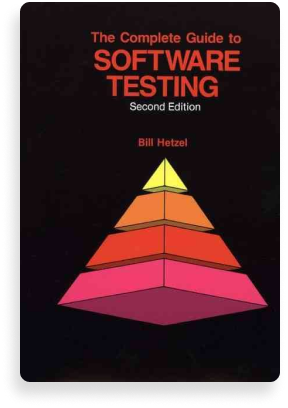 The Complete Guide to
SOFTWARE
TESTING
Second Edition
Bill Hetzel